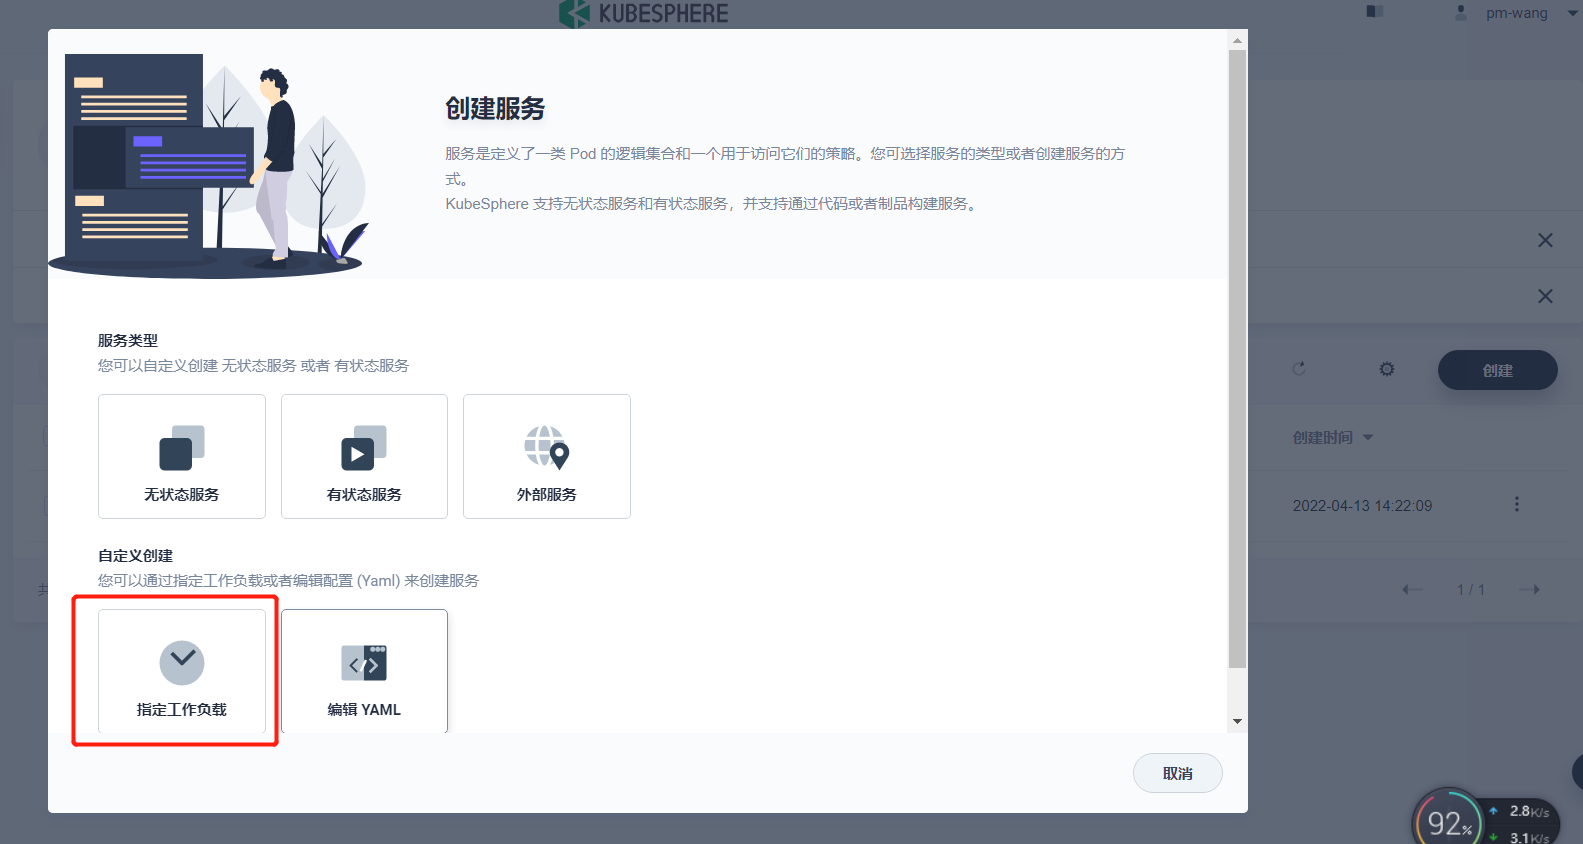 KUBESPHERE
pm-wang
创建服务
服务是定义了一类 Pod 的逻辑集合和一个用于访问它们的策略。您可选择服务的类型或者创建服务的方
式。
KubeSphere 支持无状态服务和有状态服务，并支持通过代码或者制品构建服务。
服务类型
您可以自定义创建 无状态服务 或者 有状态服务
创建
无状态服务
有状态服务
外部服务
创建时间
2022-04-13 14:22:09
自定义创建
您可以通过指定工作负载或者编辑配置 (Yaml) 来创建服务
共
1 / 1
指定工作负载
编辑 YAML
取消
92%
2.8K/s
3.1K/s